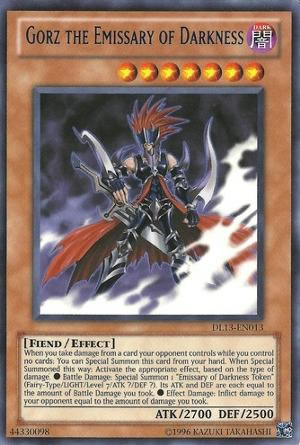 GORZ THE EMISSARY OF DARKNESS
DARK
闇
DL13-EN013
[FIEND / EFFECT]
When you take damage from a card your opponent controls while you control
no cards: You can Special Summon this card from your hand. When Special
Summoned this way: Activate the appropriate effect, based on the type of
damage. ● Battle Damage: Special Summon 1 "Emissary of Darkness Token"
(Fairy-Type/LIGHT/Level 7/ATK ?/DEF ?). Its ATK and DEF are each equal to
the amount of Battle Damage you took. ● Effect Damage: Inflict damage to your
opponent equal to the amount of damage you took.
ATK/2700 DEF/2500
44330098
©1996 KAZUKI TAKAHASHI